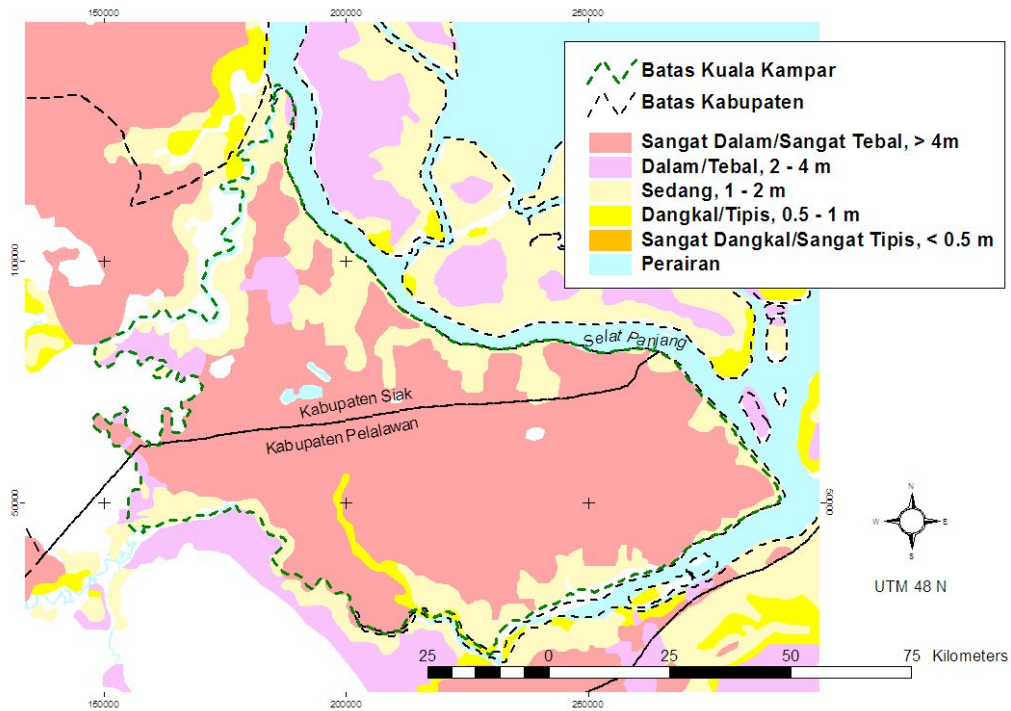 150000 200000 250000
Batas Kuala Kampar
Batas Kabupaten
Sangat Dalam/Sangat Tebal, > 4m
Dalam/Tebal, 2 - 4 m
Sedang, 1 - 2 m
Dangkal/Tipis, 0.5 - 1 m
Sangat Dangkal/Sangat Tipis, < 0.5 m
Perairan
100000
Selat Panjang
Kabupaten Siak
Kabupaten Pelalawan
50000 50000
N
W E
S
UTM 48 N
25 0 25 50 75 Kilometers
150000 200000 250000